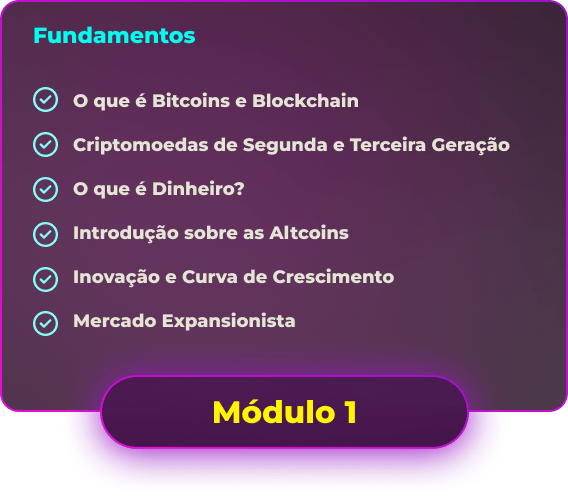 Fundamentos
O que é Bitcoins e Blockchain
Criptomoedas de Segunda e Terceira Geração
O que é Dinheiro?
Introdução sobre as Altcoins
Inovação e Curva de Crescimento
Mercado Expansionista
Módulo 1